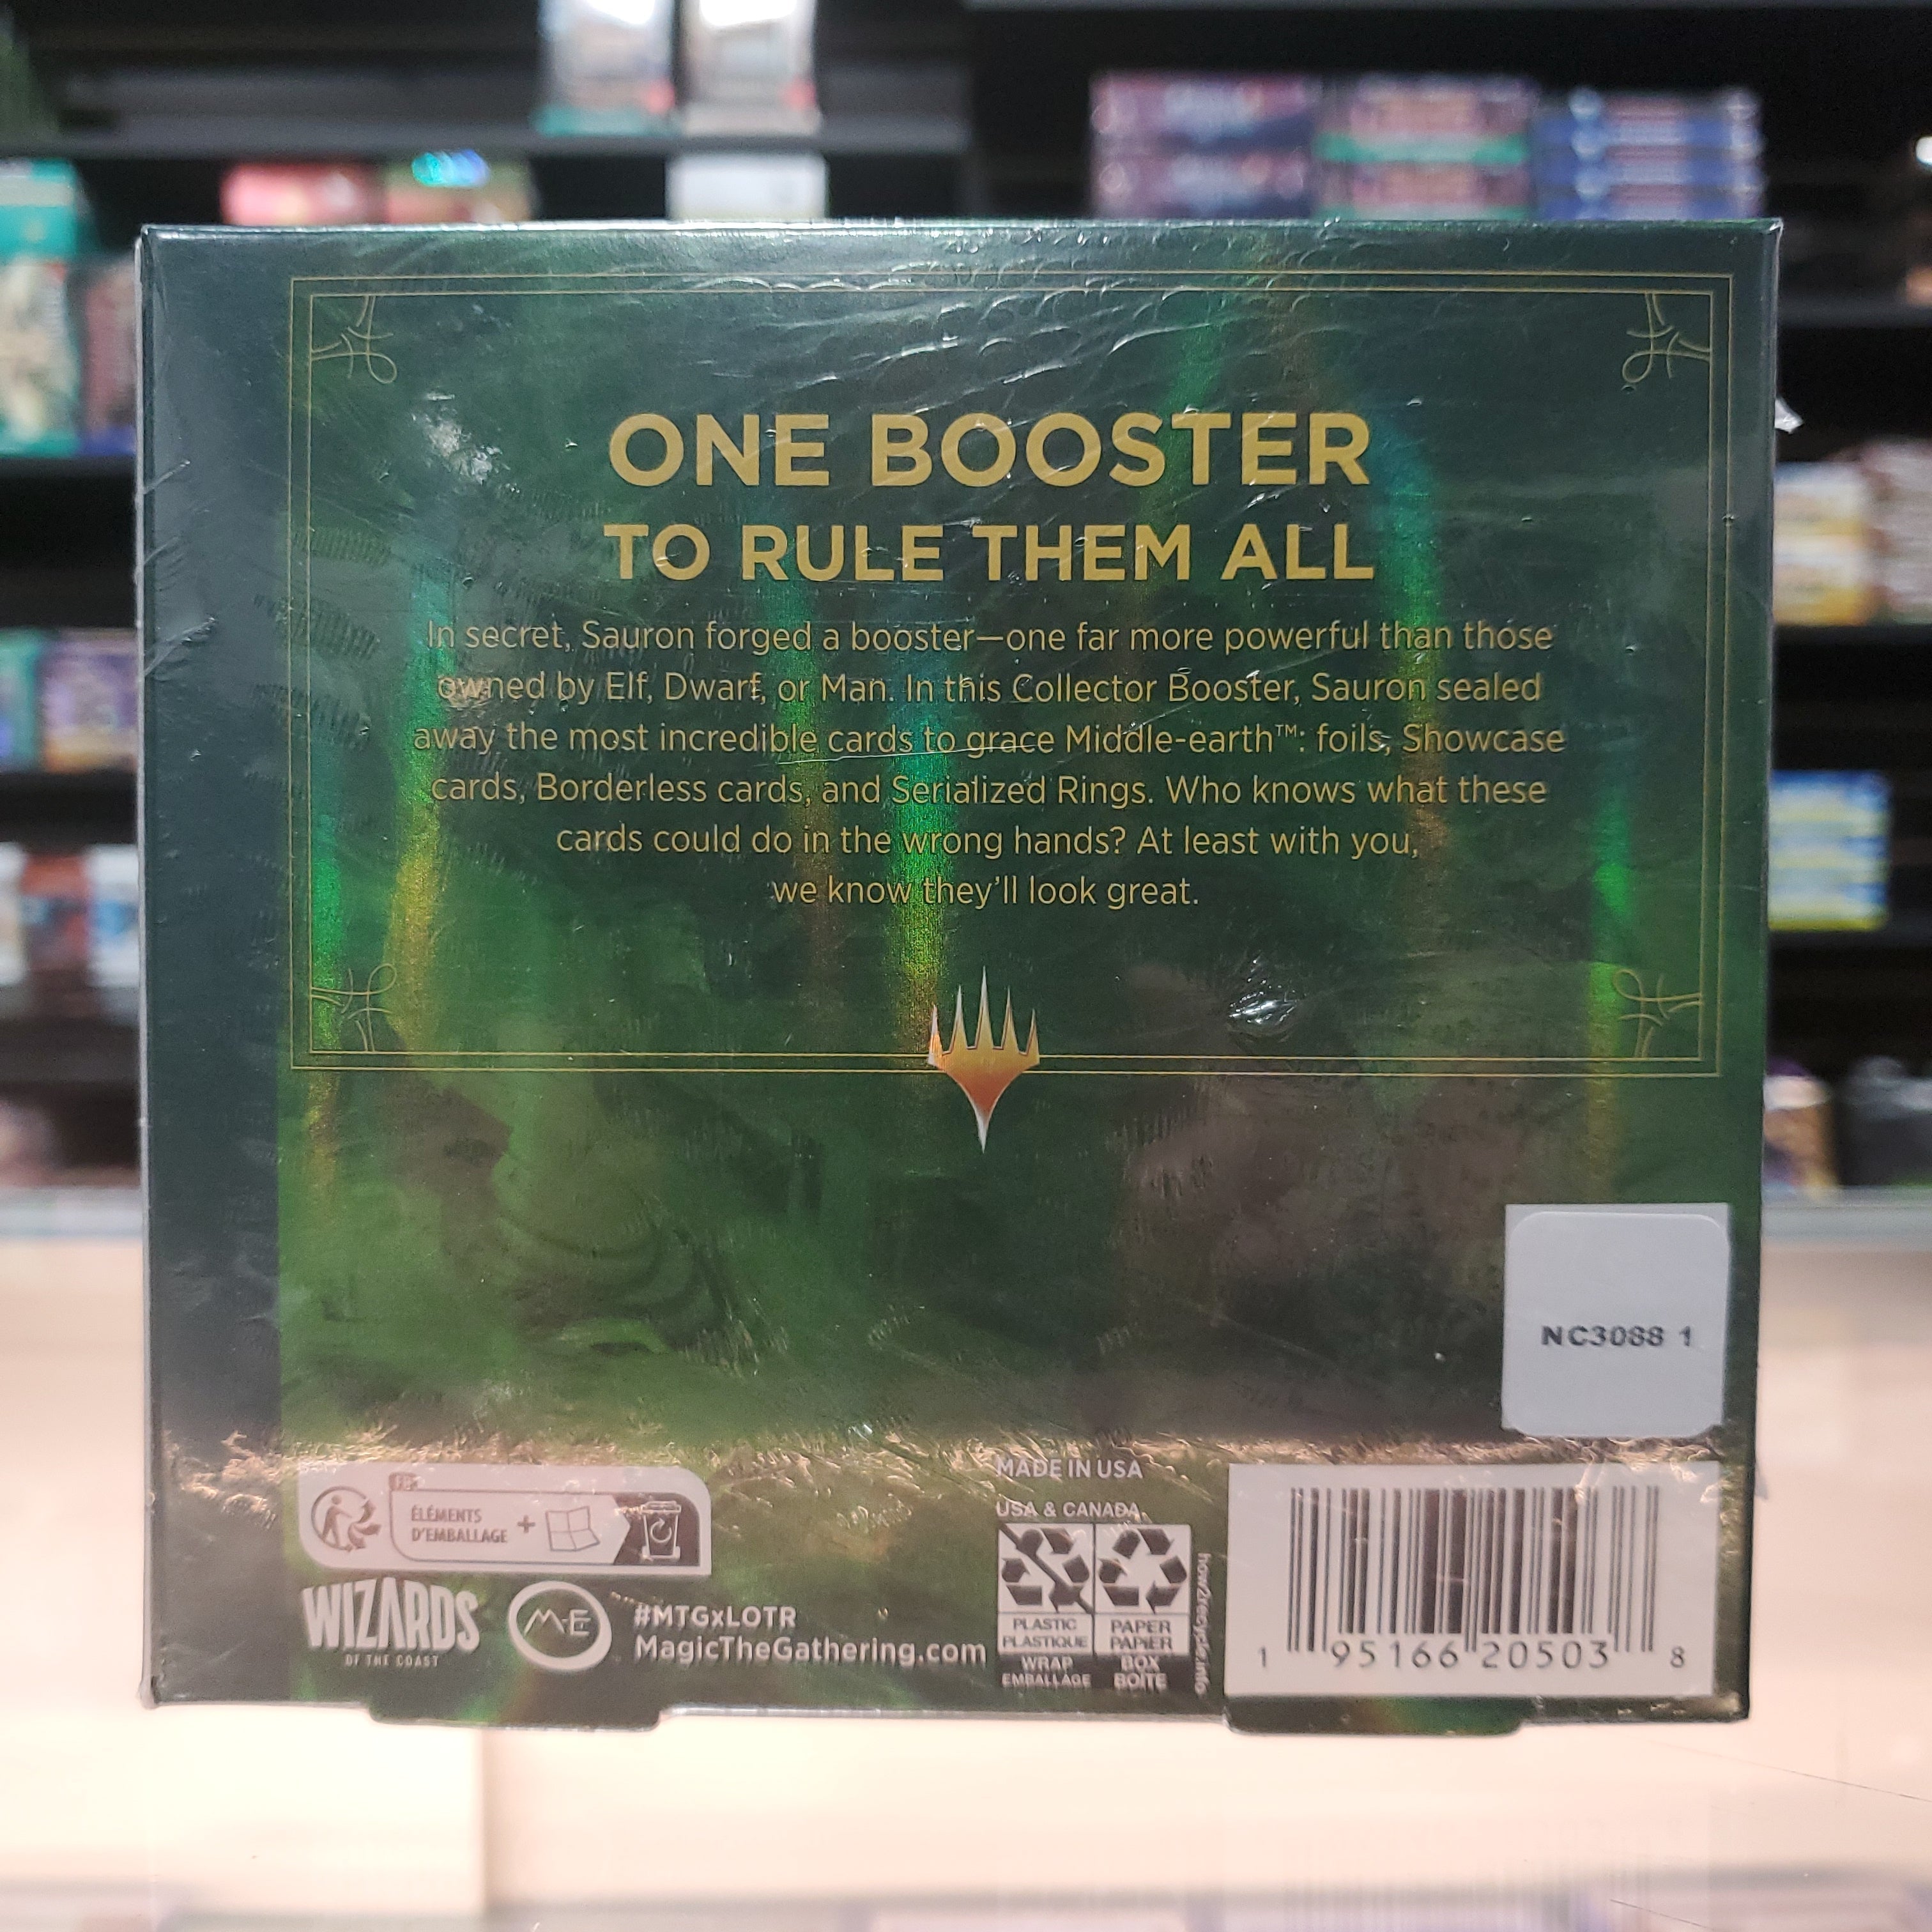 ONE BOOSTER
TO RULE THEM ALL
In secret, Sauron forged a booster—one far more powerful than those
owned by Elf, Dwarf, or Man. In this Collector Booster, Sauron sealed
away the most incredible cards to grace Middle-earth™: foils, Showcase
cards, Borderless cards, and Serialized Rings. Who knows what these
cards could do in the wrong hands? At least with you,
we know they'll look great.
NC3088 1
FR
ÉLÉMENTS
D'EMBALLAGE +
WIZARDS
OF THE COAST
M-E
#MTGxLOTR
MagicTheGathering.com
MADE IN USA
USA & CANADA
PLASTIC
PLASTIQUE
WRAP
EMBALLAGE
PAPER
PAPIER
BOX
BOÎTE
how2recycle.info
1 95166 20503 8